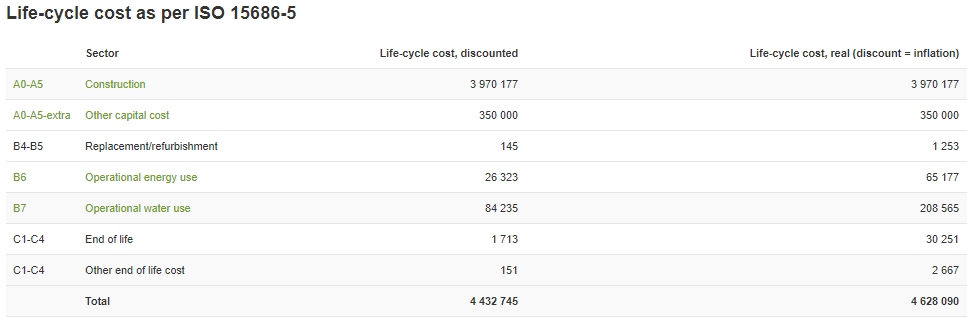 Life-cycle cost as per ISO 15686-5
Sector Life-cycle cost, discounted Life-cycle cost, real (discount = inflation)
A0-A5 Construction 3 970 177 3 970 177
A0-A5-extra Other capital cost 350 000 350 000
B4-B5 Replacement/refurbishment 145 1 253
B6 Operational energy use 26 323 65 177
B7 Operational water use 84 235 208 565
C1-C4 End of life 1 713 30 251
C1-C4 Other end of life cost 151 2 667
Total 4 432 745 4 628 090